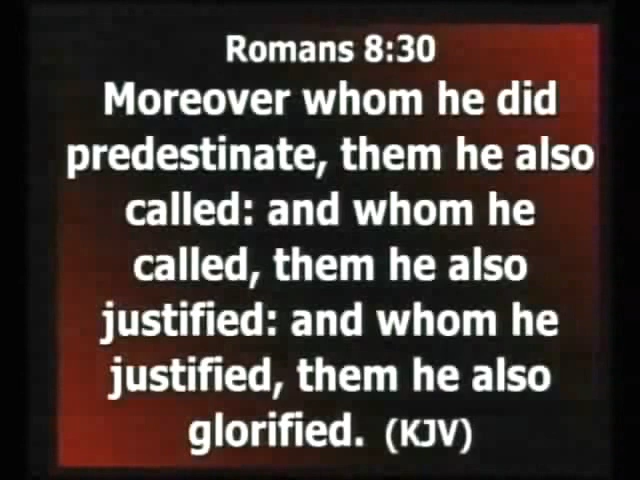 Romans 8:30
Moreover whom he did
predestinate, them he also
called: and whom he
called, them he also
justified: and whom he
justified, them he also
glorified. (KJV)